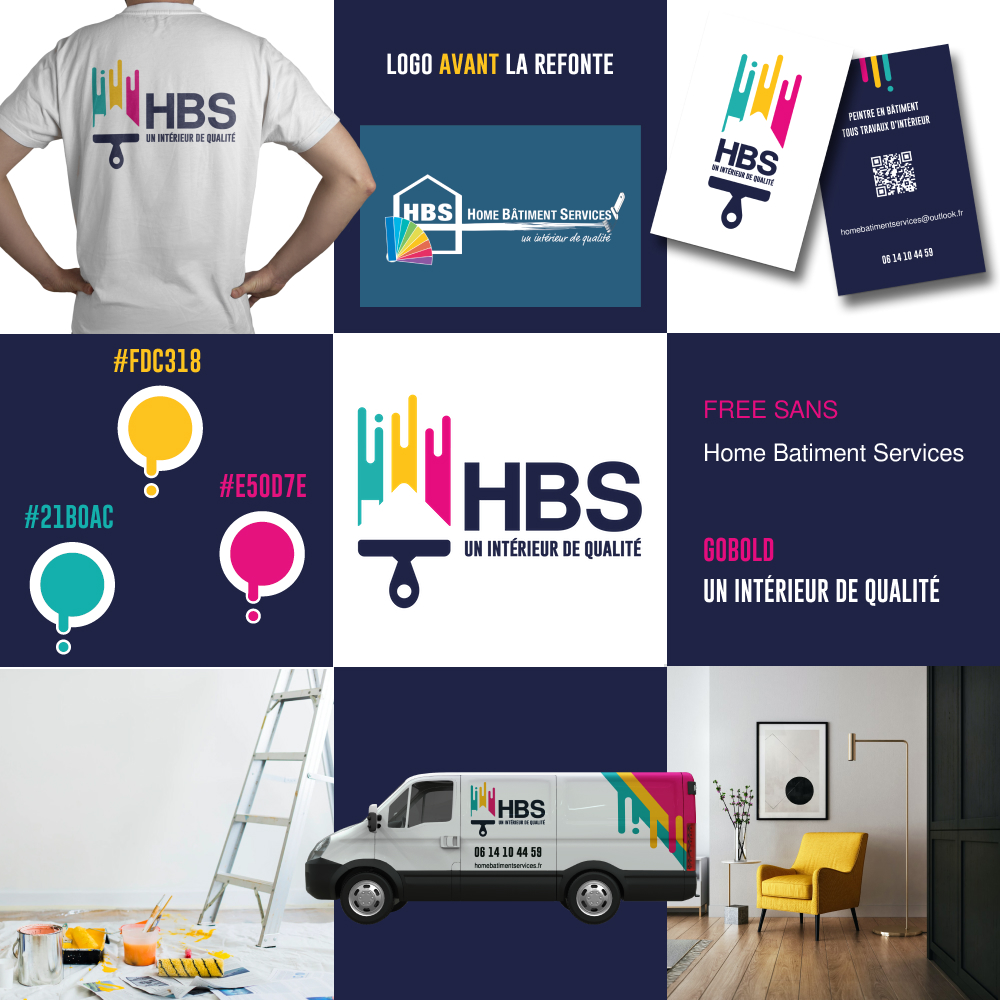 HBS
UN INTÉRIEUR DE QUALITÉ
LOGO AVANT LA REFONTE
HBS
HOME BÂTIMENT SERVICES
un intérieur de qualité
HBS
UN INTÉRIEUR DE QUALITÉ
PEINTRE EN BÂTIMENT
TOUS TRAVAUX D'INTÉRIEUR
homebatimentservices@outlook.fr
06 14 10 44 59
#FDC318
#E50D7E
#21B0AC
HBS
UN INTÉRIEUR DE QUALITÉ
FREE SANS
Home Batiment Services
GOBOLD
UN INTÉRIEUR DE QUALITÉ
HBS
UN INTÉRIEUR DE QUALITÉ
06 14 10 44 59
homebatimentservices.fr